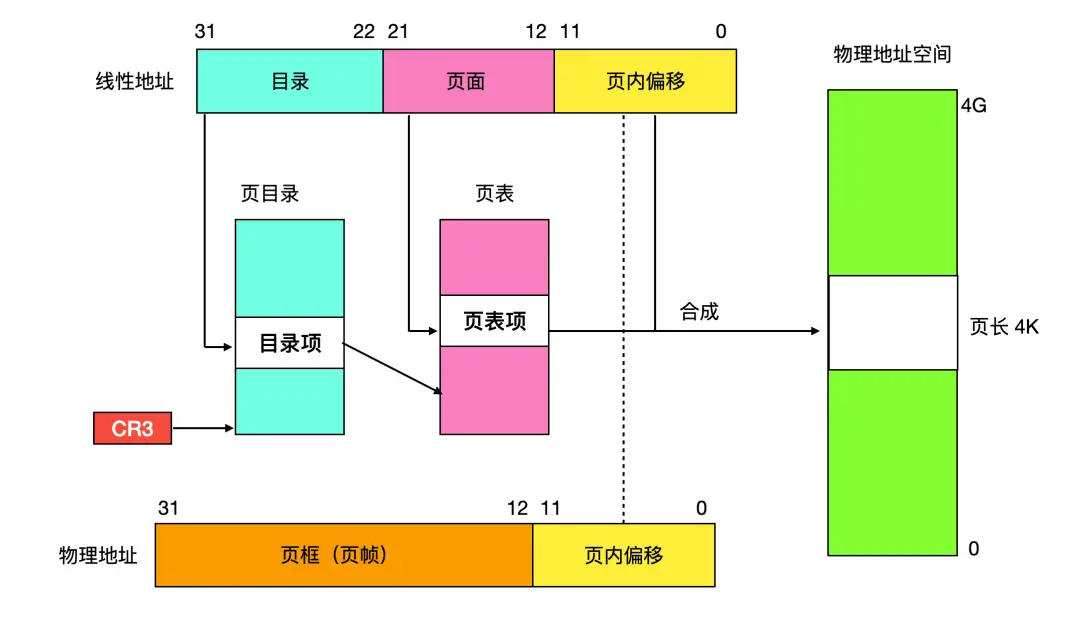 31 22 21 12 11 0
线性地址 目录 页面 页内偏移
物理地址空间
4G
页目录 页表
目录项 页表项 合成 页长 4K
CR3
31 12 11 0
物理地址 页框（页帧） 页内偏移
0